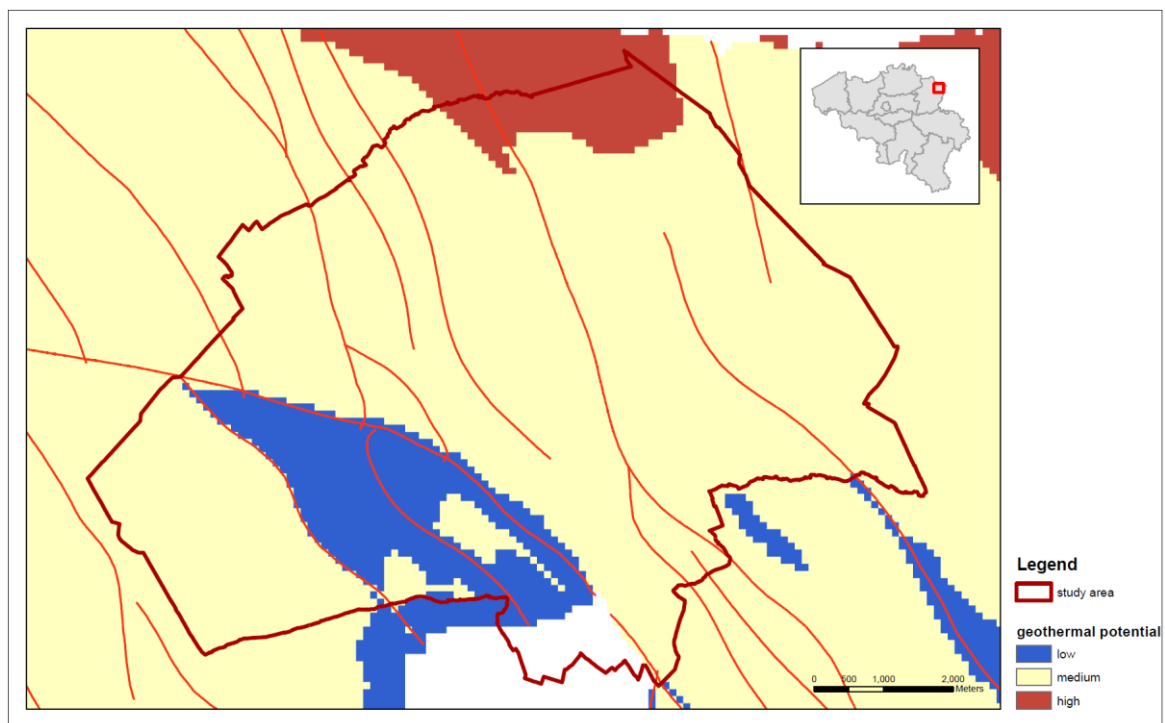 Legend
study area
geothermal potential
low
medium
high
0 500 1,000 2,000
Meters